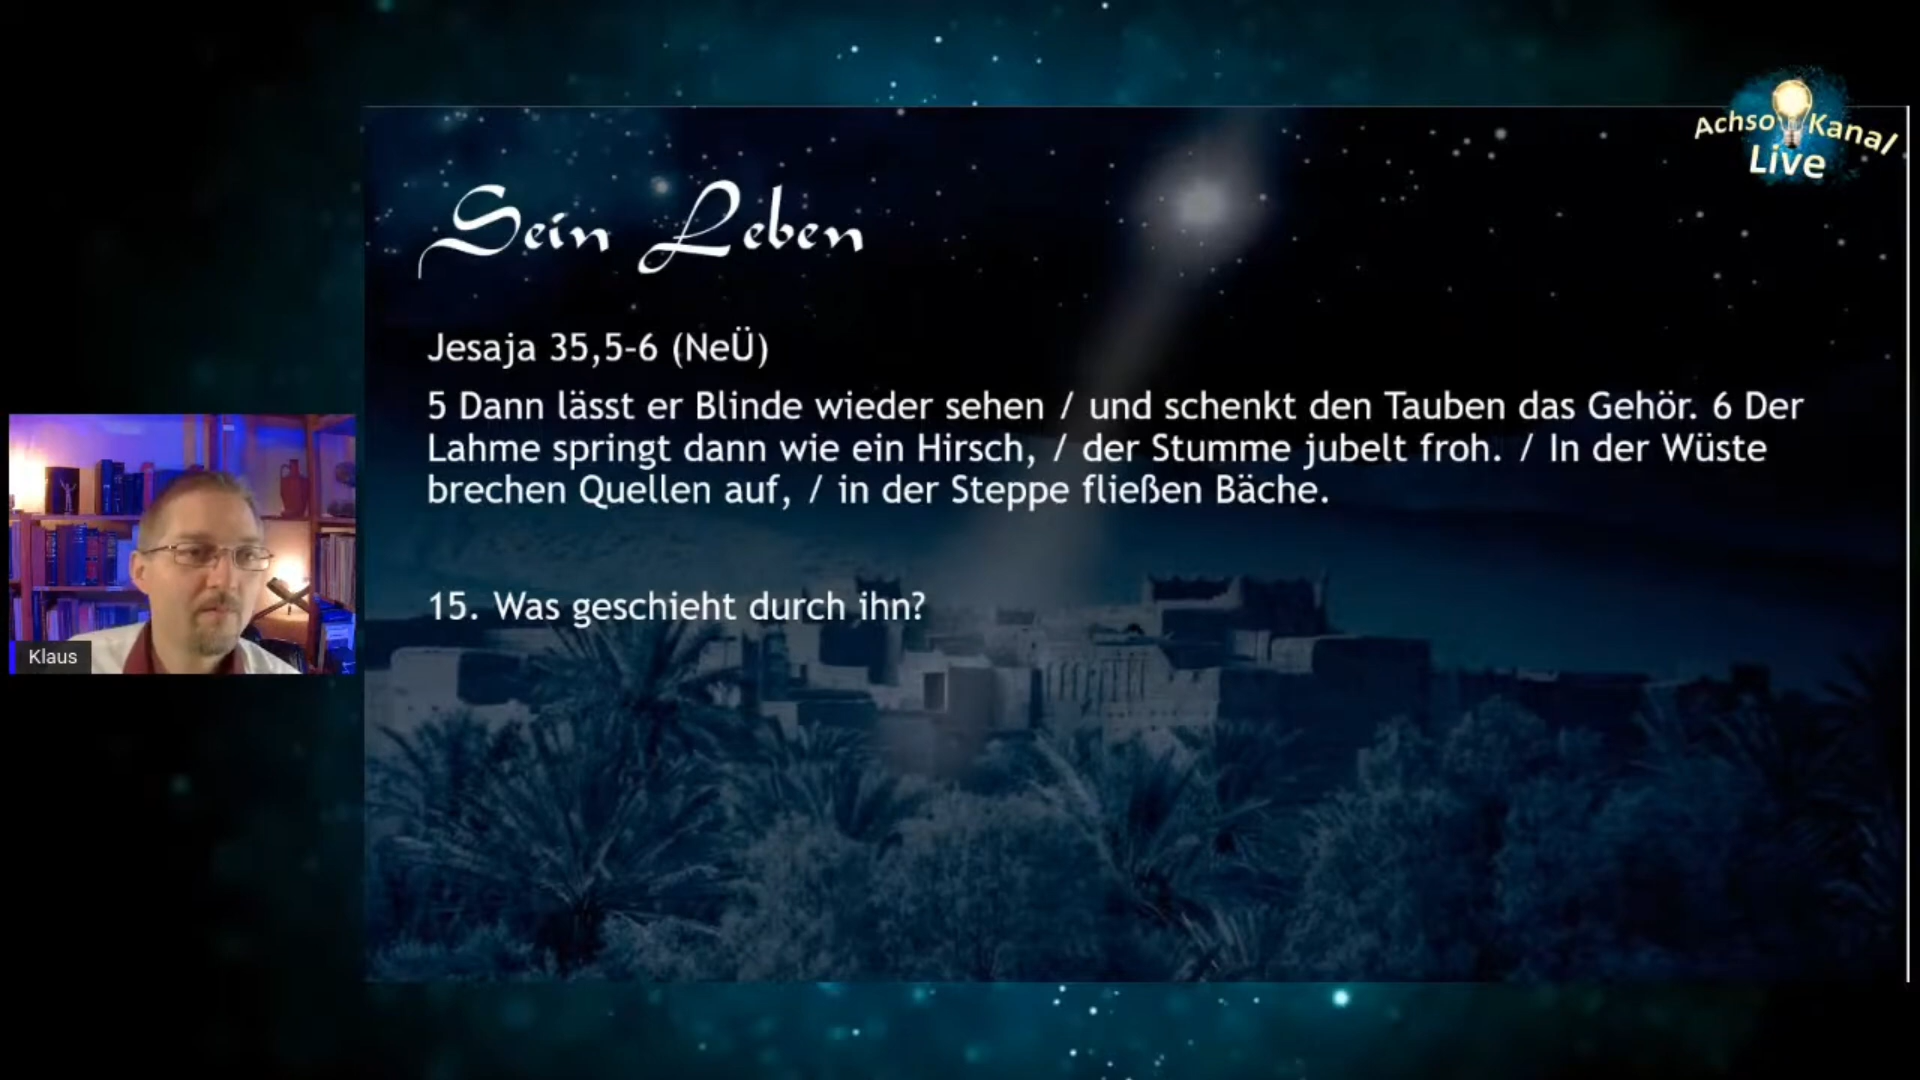 Achso Kanal
Live
Sein Leben
Jesaja 35,5-6 (NeÜ)
5 Dann lässt er Blinde wieder sehen / und schenkt den Tauben das Gehör. 6 Der
Lahme springt dann wie ein Hirsch, / der Stumme jubelt froh. / In der Wüste
brechen Quellen auf, / in der Steppe fließen Bäche.
15. Was geschieht durch ihn?
Klaus